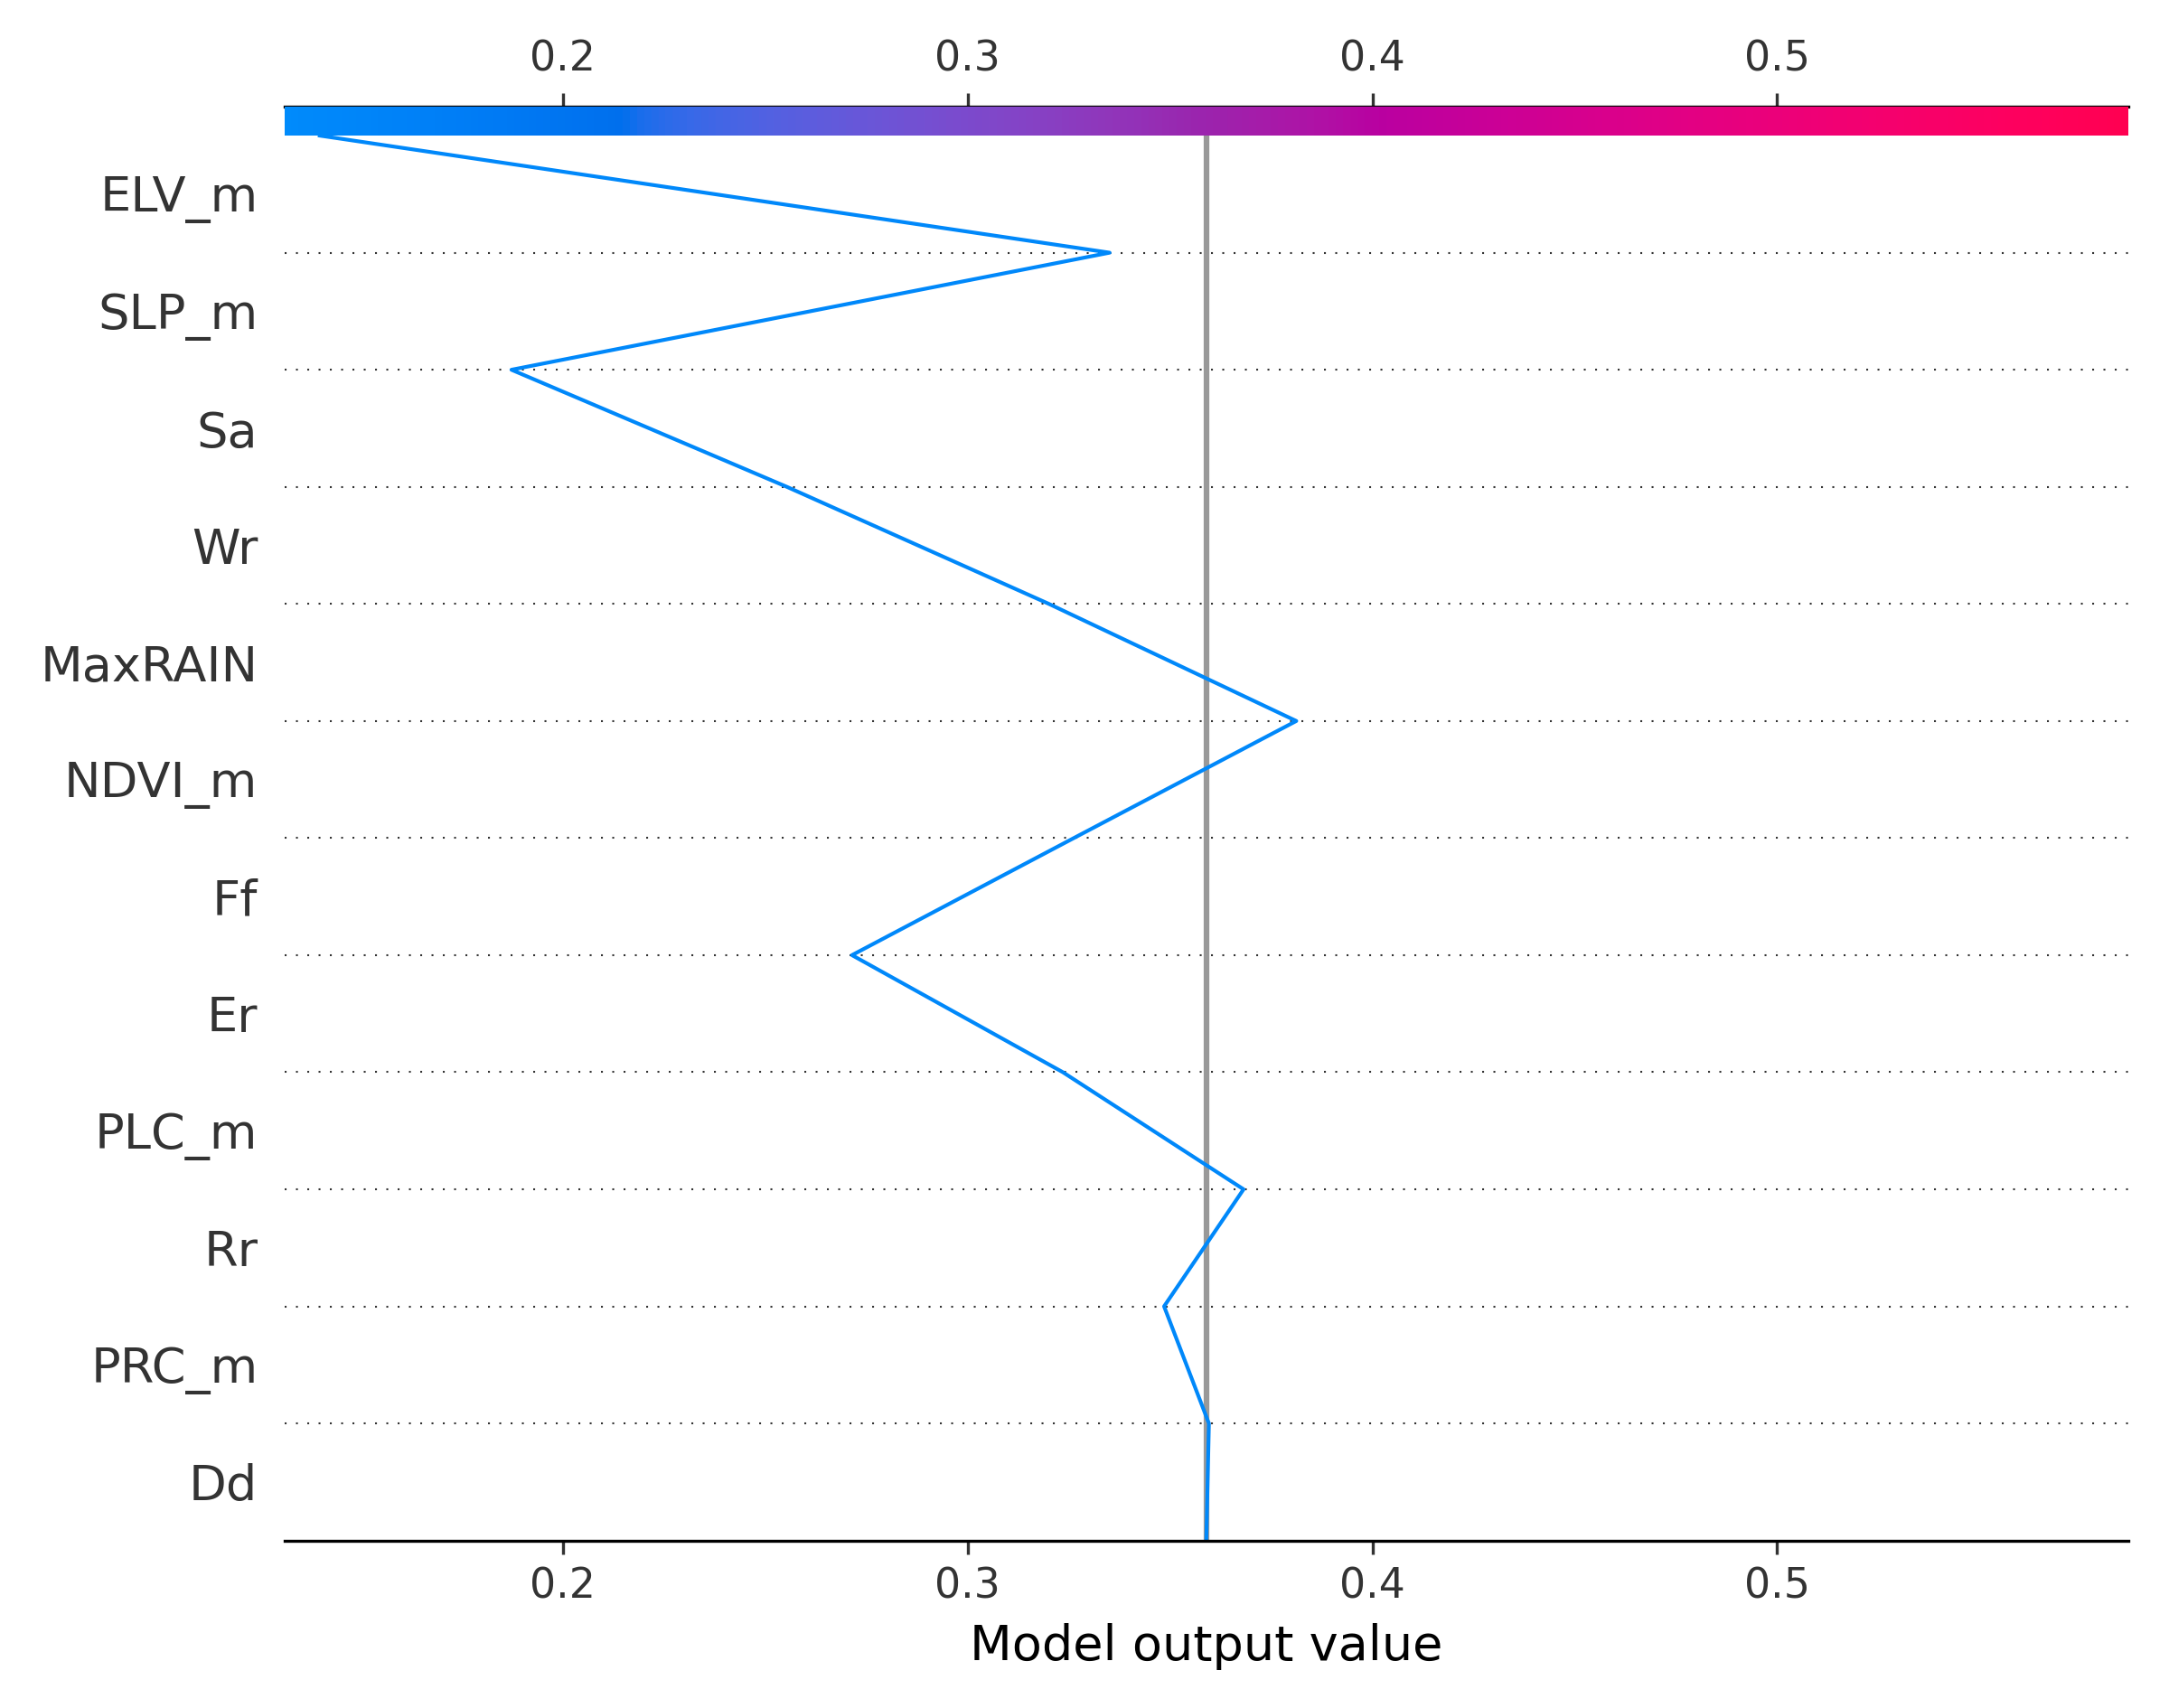 0.2 0.3 0.4 0.5
ELV_m
SLP_m
Sa
Wr
MaxRAIN
NDVI_m
Ff
Er
PLC_m
Rr
PRC_m
Dd
0.2 0.3 0.4 0.5
Model output value